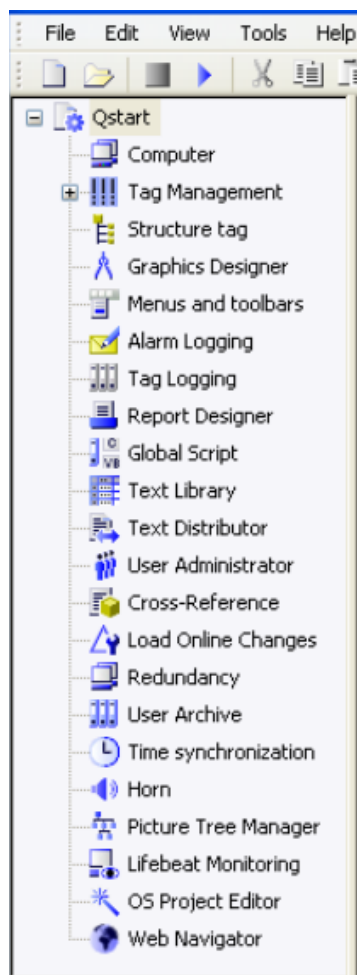 File Edit View Tools Help
Qstart
Computer
Tag Management
Structure tag
Graphics Designer
Menus and toolbars
Alarm Logging
Tag Logging
Report Designer
Global Script
Text Library
Text Distributor
User Administrator
Cross-Reference
Load Online Changes
Redundancy
User Archive
Time synchronization
Horn
Picture Tree Manager
Lifebeat Monitoring
OS Project Editor
Web Navigator